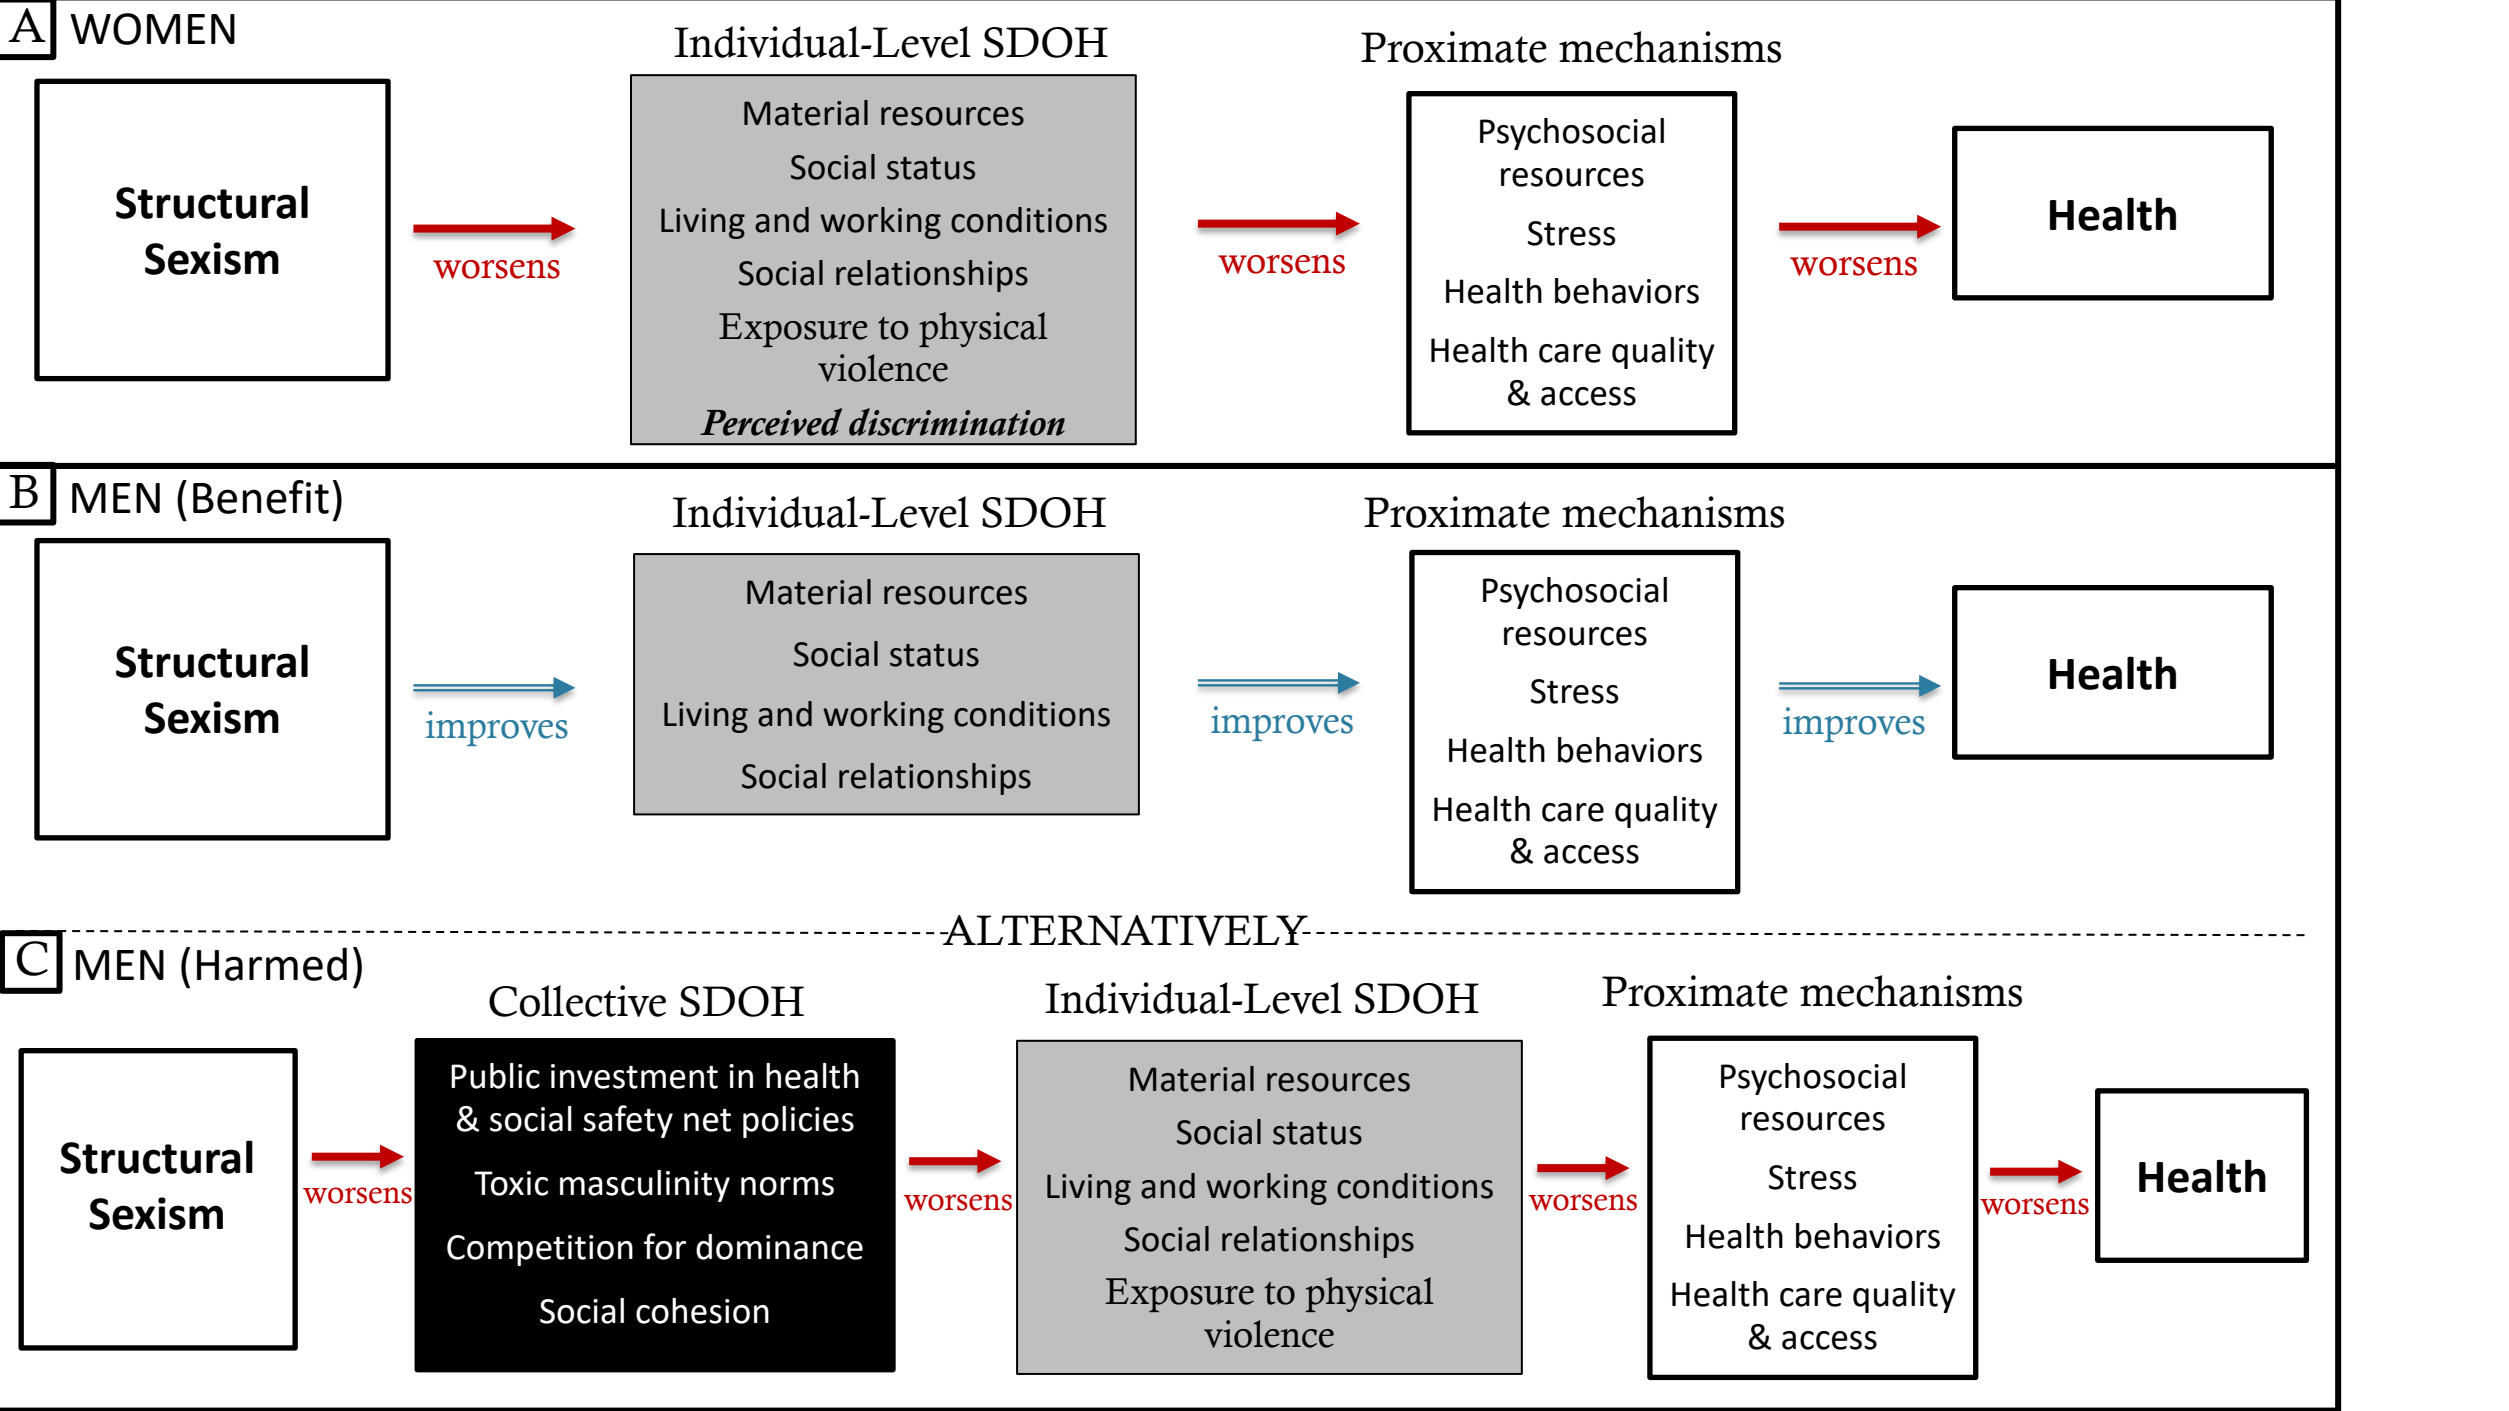 A WOMEN
Individual-Level SDOH
Proximate mechanisms
Structural
Sexism
worsens
Material resources
Social status
Living and working conditions
Social relationships
Exposure to physical
violence
Perceived discrimination
worsens
Psychosocial
resources
Stress
Health behaviors
Health care quality
& access
worsens
Health
B MEN (Benefit)
Individual-Level SDOH
Proximate mechanisms
Structural
Sexism
improves
Material resources
Social status
Living and working conditions
Social relationships
improves
Psychosocial
resources
Stress
Health behaviors
Health care quality
& access
improves
Health
ALTERNATIVELY
C MEN (Harmed)
Collective SDOH
Individual-Level SDOH
Proximate mechanisms
Structural
Sexism
worsens
Public investment in health
& social safety net policies
Toxic masculinity norms
Competition for dominance
Social cohesion
worsens
Material resources
Social status
Living and working conditions
Social relationships
Exposure to physical
violence
worsens
Psychosocial
resources
Stress
Health behaviors
Health care quality
& access
worsens
Health